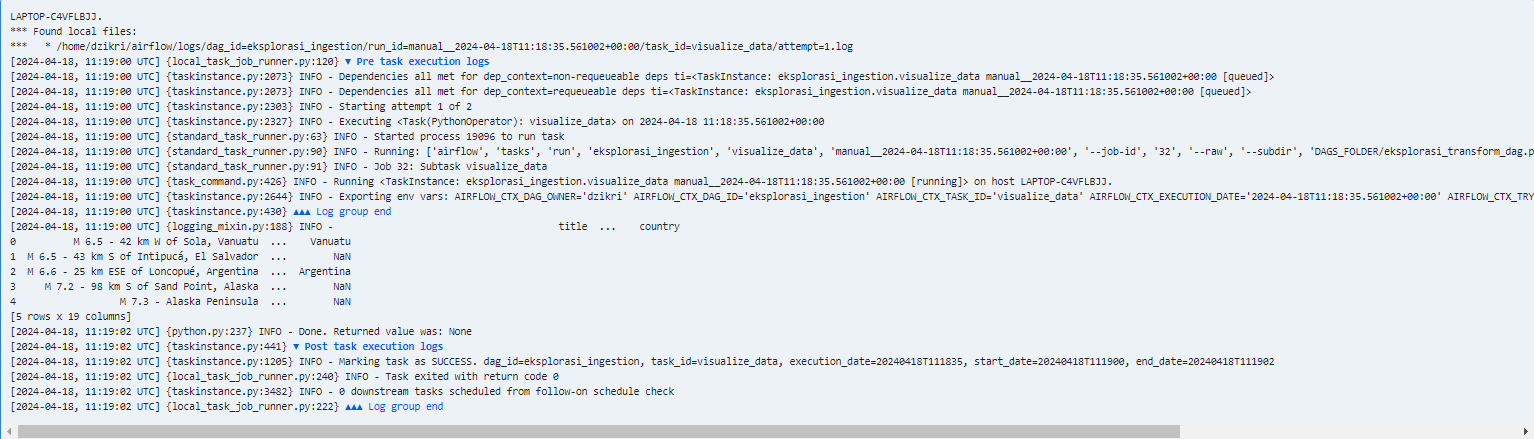 LAPTOP-C4VFLBJJ.
*** Found local files:
***   * /home/dzikri/airflow/logs/dag_id=eksplorasi_ingestion/run_id=manual__2024-04-18T11:18:35.561002+00:00/task_id=visualize_data/attempt=1.log
[2024-04-18, 11:19:00 UTC] {local_task_job_runner.py:120} ▼ Pre task execution logs
[2024-04-18, 11:19:00 UTC] {taskinstance.py:2073} INFO - Dependencies all met for dep_context=non-requeueable deps ti=<TaskInstance: eksplorasi_ingestion.visualize_data manual__2024-04-18T11:18:35.561002+00:00 [queued]>
[2024-04-18, 11:19:00 UTC] {taskinstance.py:2073} INFO - Dependencies all met for dep_context=requeueable deps ti=<TaskInstance: eksplorasi_ingestion.visualize_data manual__2024-04-18T11:18:35.561002+00:00 [queued]>
[2024-04-18, 11:19:00 UTC] {taskinstance.py:2303} INFO - Starting attempt 1 of 2
[2024-04-18, 11:19:00 UTC] {taskinstance.py:2327} INFO - Executing <Task(PythonOperator): visualize_data> on 2024-04-18 11:18:35.561002+00:00
[2024-04-18, 11:19:00 UTC] {standard_task_runner.py:63} INFO - Started process 19096 to run task
[2024-04-18, 11:19:00 UTC] {standard_task_runner.py:90} INFO - Running: ['airflow', 'tasks', 'run', 'eksplorasi_ingestion', 'visualize_data', 'manual__2024-04-18T11:18:35.561002+00:00', '--job-id', '32', '--raw', '--subdir', 'DAGS_FOLDER/eksplorasi_transform_dag.p
[2024-04-18, 11:19:00 UTC] {standard_task_runner.py:91} INFO - Job 32: Subtask visualize_data
[2024-04-18, 11:19:00 UTC] {task_command.py:426} INFO - Running <TaskInstance: eksplorasi_ingestion.visualize_data manual__2024-04-18T11:18:35.561002+00:00 [running]> on host LAPTOP-C4VFLBJJ.
[2024-04-18, 11:19:00 UTC] {taskinstance.py:2644} INFO - Exporting env vars: AIRFLOW_CTX_DAG_OWNER='dzikri' AIRFLOW_CTX_DAG_ID='eksplorasi_ingestion' AIRFLOW_CTX_TASK_ID='visualize_data' AIRFLOW_CTX_EXECUTION_DATE='2024-04-18T11:18:35.561002+00:00' AIRFLOW_CTX_TRY
[2024-04-18, 11:19:00 UTC] {taskinstance.py:430} ▲▲▲ Log group end
[2024-04-18, 11:19:00 UTC] {logging_mixin.py:188} INFO -                                       title  ...    country
0          M 6.5 - 42 km W of Sola, Vanuatu  ...    Vanuatu
1  M 6.5 - 43 km S of Intipucá, El Salvador  ...        NaN
2  M 6.6 - 25 km ESE of Loncopué, Argentina  ...  Argentina
3     M 7.2 - 98 km S of Sand Point, Alaska  ...        NaN
4                  M 7.3 - Alaska Peninsula  ...        NaN
[5 rows x 19 columns]
[2024-04-18, 11:19:02 UTC] {python.py:237} INFO - Done. Returned value was: None
[2024-04-18, 11:19:02 UTC] {taskinstance.py:441} ▼ Post task execution logs
[2024-04-18, 11:19:02 UTC] {taskinstance.py:1205} INFO - Marking task as SUCCESS. dag_id=eksplorasi_ingestion, task_id=visualize_data, execution_date=20240418T111835, start_date=20240418T111900, end_date=20240418T111902
[2024-04-18, 11:19:02 UTC] {local_task_job_runner.py:240} INFO - Task exited with return code 0
[2024-04-18, 11:19:02 UTC] {taskinstance.py:3482} INFO - 0 downstream tasks scheduled from follow-on schedule check
[2024-04-18, 11:19:02 UTC] {local_task_job_runner.py:222} ▲▲▲ Log group end